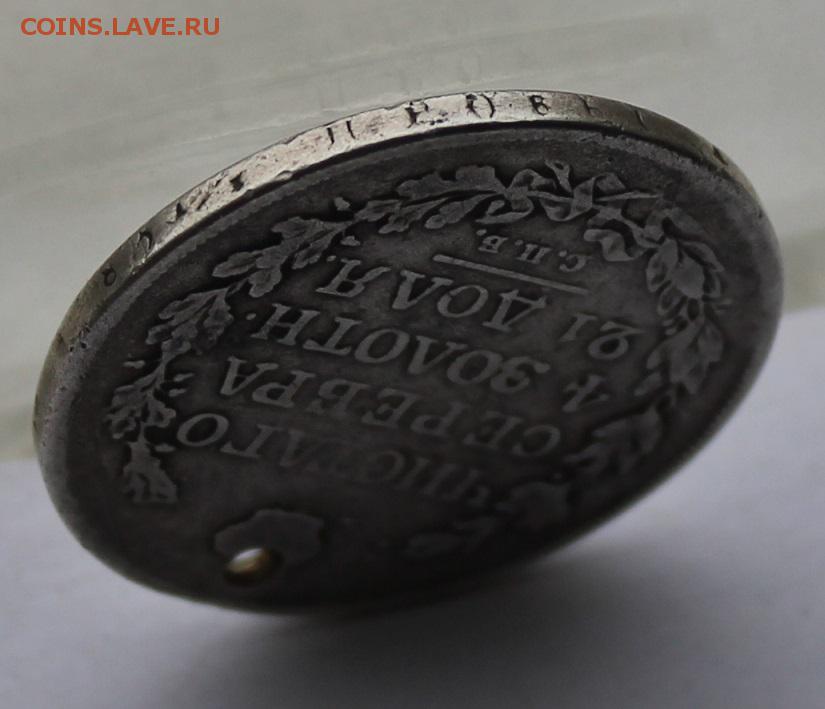 COINS.LAVE.RU
ЧИСТАГО
СЕРЕБРА
4 ЗОЛОТН.
21 ДОЛЯ.
С.П.Б.